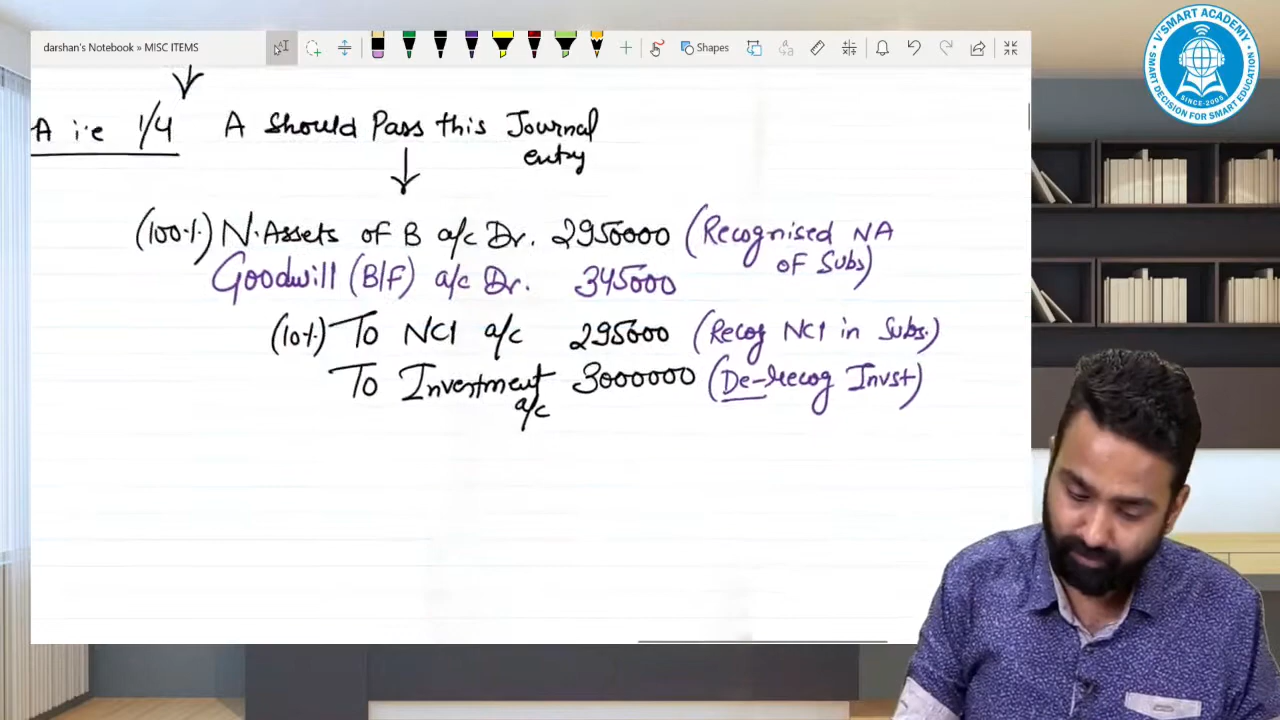 darshan's Notebook » MISC ITEMS
Shapes
V'SMART ACADEMY
SMART DECISION FOR SMART EDUCATION
SINCE-2005
A i.e 1/4 A should Pass this Journal
entry
(100%) N.Assets of B a/c Dr. 2950000 (Recognised NA
of Subs)
Goodwill (B/F) a/c Dr. 345000
(10%) To NCI a/c 295000 (Recog NCI in Subs.)
To Investment 3000000 (De-recog Invst)
a/c